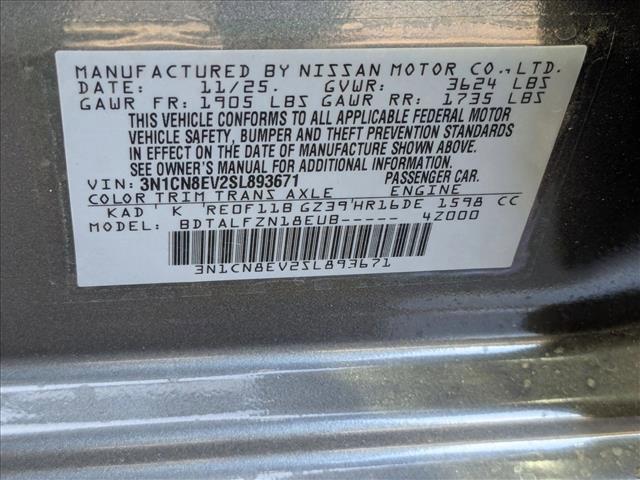 MANUFACTURED BY NISSAN MOTOR CO., LTD.
DATE: 11/25. GVWR: 3624 LBS
GAWR FR: 1905 LBS GAWR RR: 1735 LBS
THIS VEHICLE CONFORMS TO ALL APPLICABLE FEDERAL MOTOR
VEHICLE SAFETY, BUMPER AND THEFT PREVENTION STANDARDS
IN EFFECT ON THE DATE OF MANUFACTURE SHOWN ABOVE.
SEE OWNER'S MANUAL FOR ADDITIONAL INFORMATION
VIN: 3N1CN8EV2SL893671 PASSENGER CAR.
COLOR TRIM TRANS AXLE ENGINE
KAD K RE0F11B GZ39 HR16DE 1598 CC
MODEL: BDTALFZN18EUB----- 4Z000
3N1CN8EV2SL893671